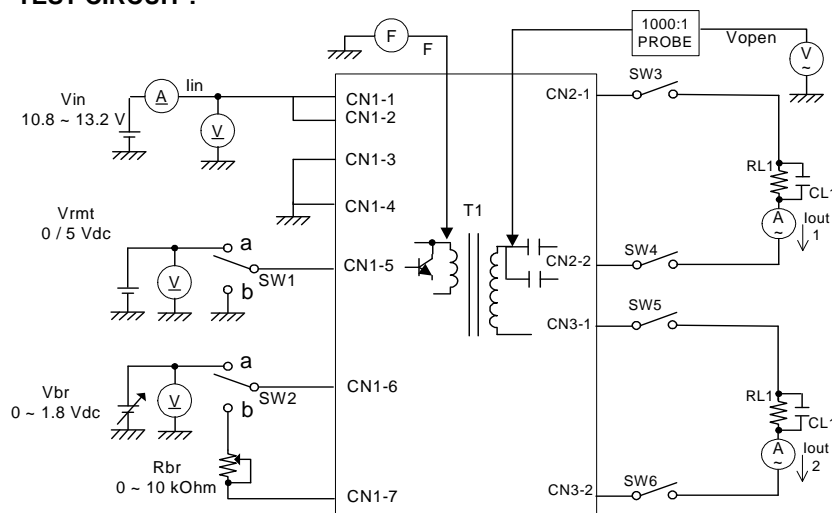 TEST CIRCUIT :
F
F
1000:1
PROBE
Vopen
V
~
SW3
Vin
10.8 ~ 13.2 V
A
Iin
V
CN1-1
CN1-2
CN2-1
CN1-3
RL1
CL1
CN1-4
T1
Vrmt
0 / 5 Vdc
A
~
Iout
1
a
V
SW1
b
CN1-5
CN2-2
SW4
CN3-1
SW5
Vbr
0 ~ 1.8 Vdc
a
V
SW2
b
CN1-6
RL1
CL1
A
~
Iout
2
Rbr
0 ~ 10 kOhm
CN1-7
CN3-2
SW6